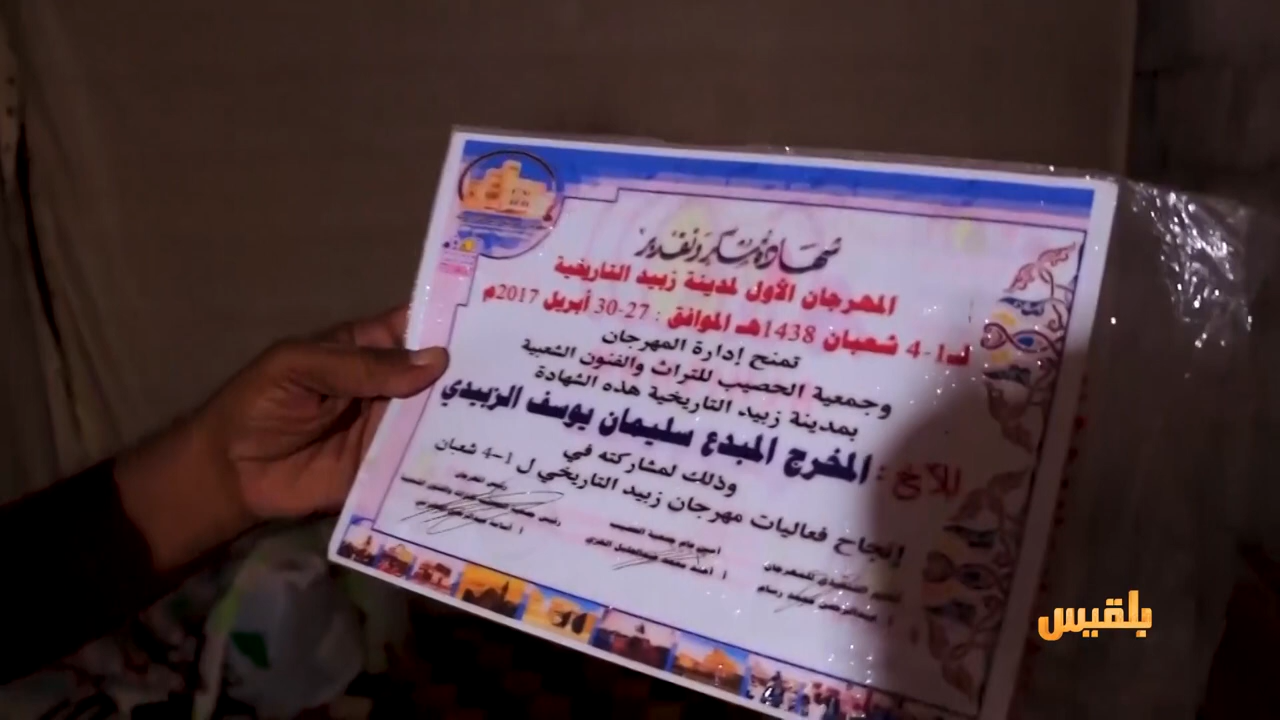 شهادة شكر وتقدير
المهرجان الأول لمدينة زبيد التاريخية
لـ 1-4 شعبان 1438هـ الموافق : 27-30 أبريل 2017م
تمنح إدارة المهرجان
وجمعية الحصيب للتراث والفنون الشعبية
بمدينة زبيد التاريخية هذه الشهادة
للأخ : المخرج المبدع سليمان يوسف الزبيدي
وذلك لمشاركته في
إنجاح فعاليات مهرجان زبيد التاريخي ل 1-4 شعبان
بلقيس